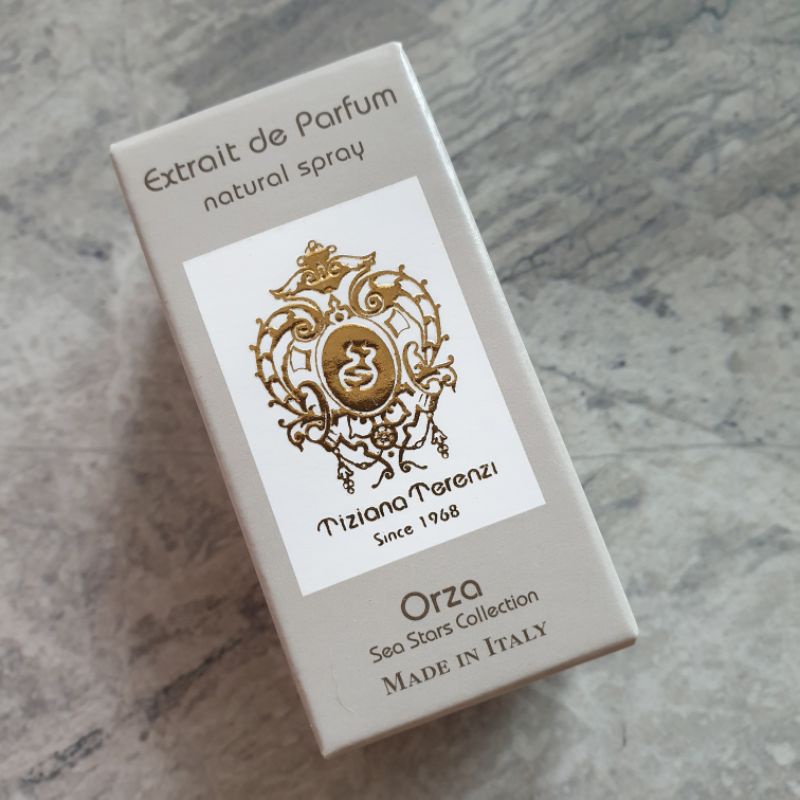 Extrait de Parfum
natural spray
Tiziana Terenzi
Since 1968
Orza
Sea Stars Collection
MADE IN ITALY